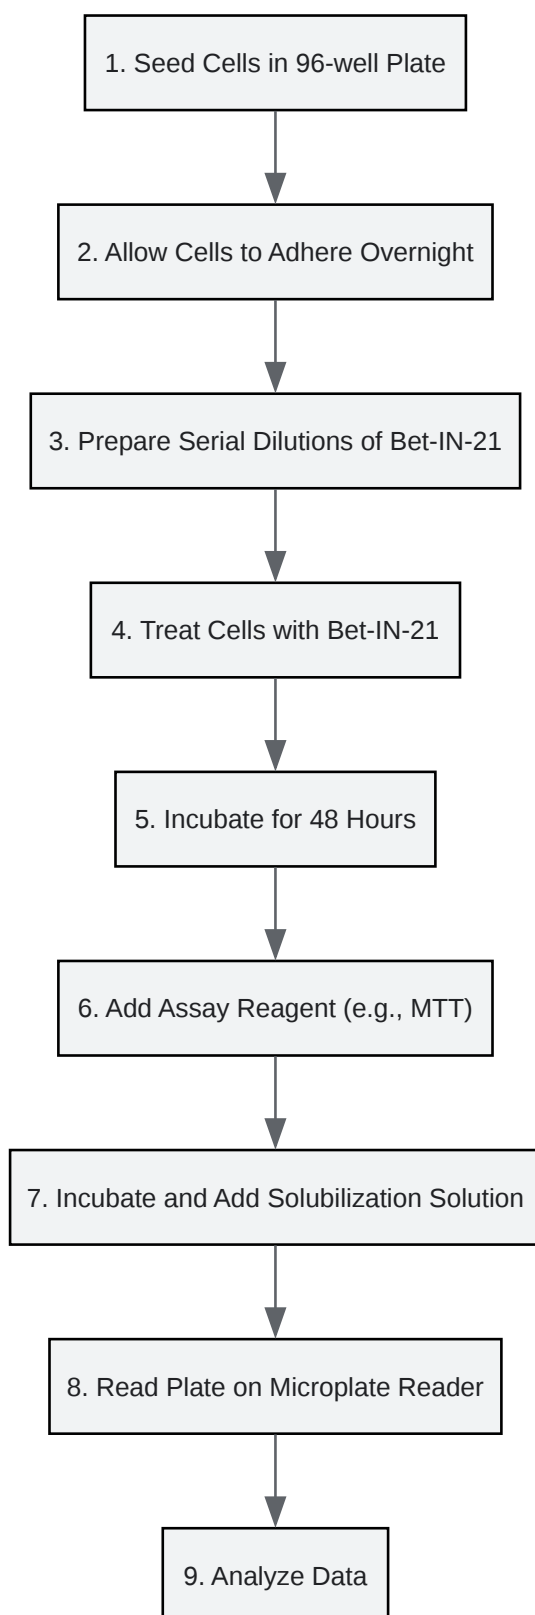 1. Seed Cells in 96-well Plate
2. Allow Cells to Adhere Overnight
3. Prepare Serial Dilutions of Bet-IN-21
4. Treat Cells with Bet-IN-21
5. Incubate for 48 Hours
6. Add Assay Reagent (e.g., MTT)
7. Incubate and Add Solubilization Solution
8. Read Plate on Microplate Reader
9. Analyze Data